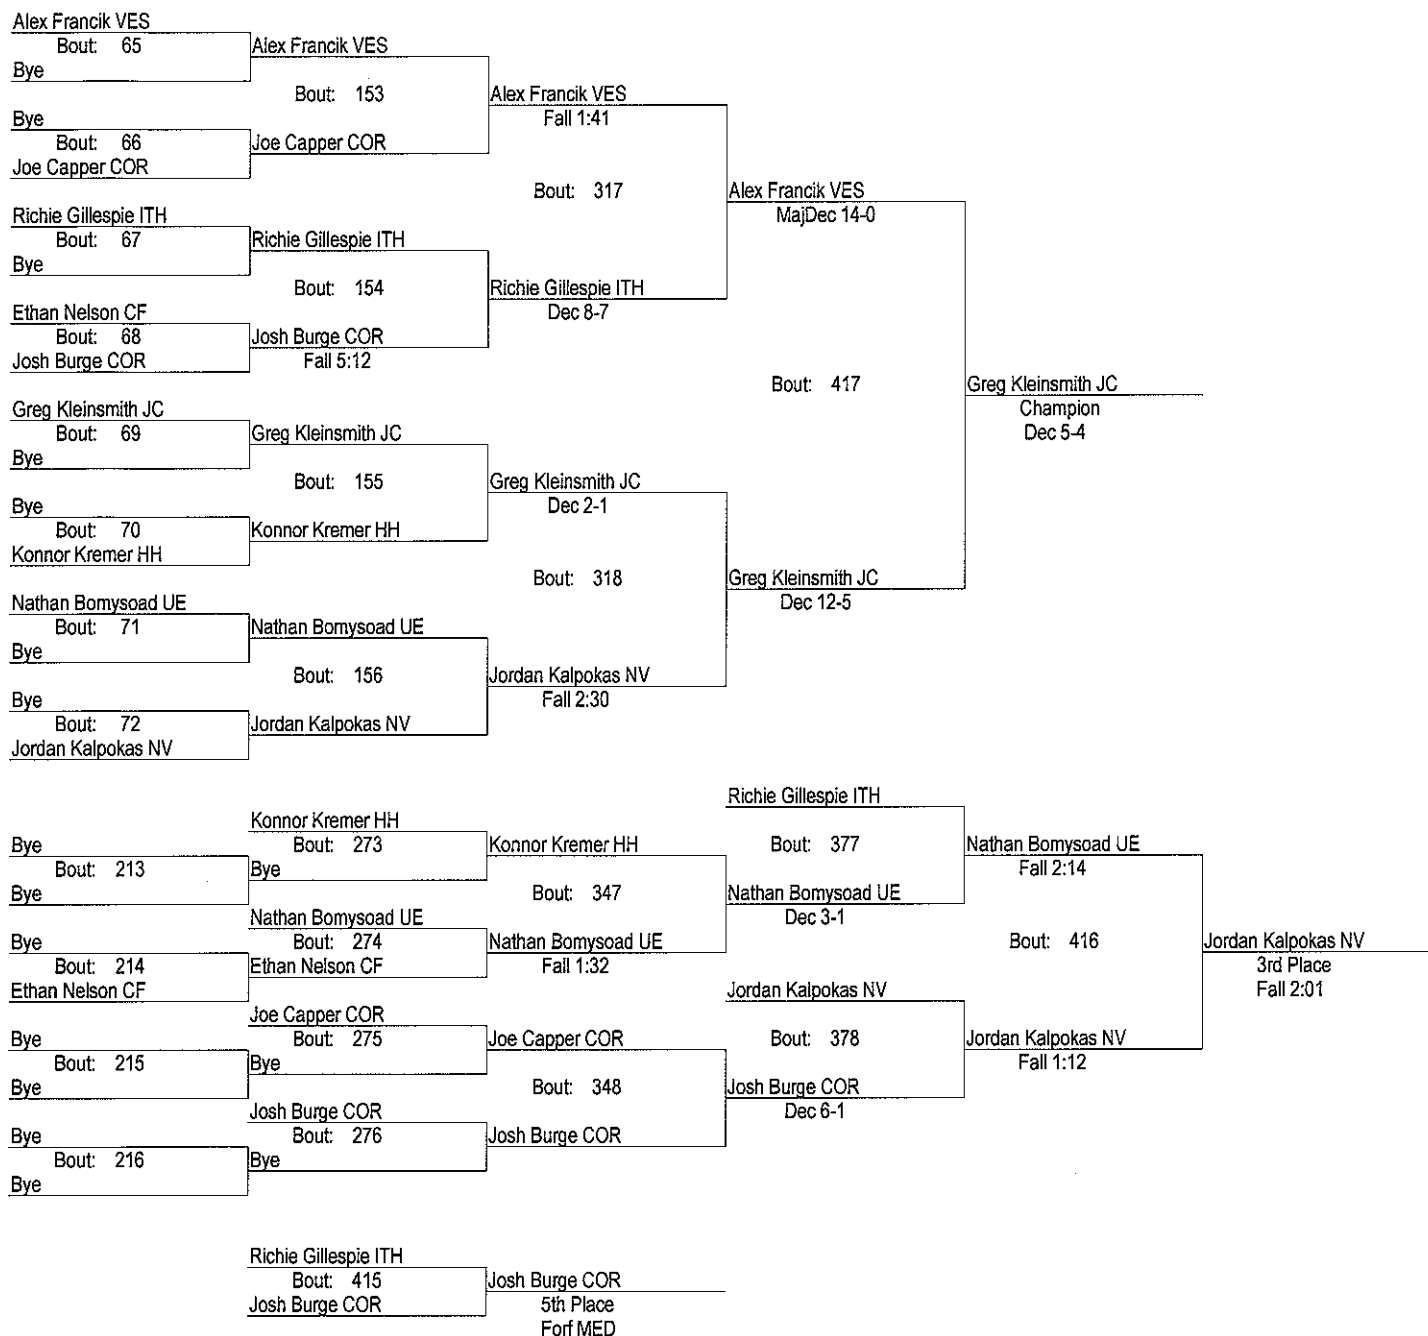 Alex Francik VES
Bout: 65
Bye
Bye
Bout: 66
Joe Capper COR
Richie Gillespie ITH
Bout: 67
Bye
Ethan Nelson CF
Bout: 68
Josh Burge COR
Greg Kleinsmith JC
Bout: 69
Bye
Bye
Bout: 70
Konnor Kremer HH
Nathan Bomysoad UE
Bout: 71
Bye
Bye
Bout: 72
Jordan Kalpokas NV
Alex Francik VES
Bout: 153
Joe Capper COR
Richie Gillespie ITH
Bout: 154
Josh Burge COR
Fall 5:12
Greg Kleinsmith JC
Bout: 155
Konnor Kremer HH
Nathan Bomysoad UE
Bout: 156
Jordan Kalpokas NV
Alex Francik VES
Fall 1:41
Bout: 317
Richie Gillespie ITH
Dec 8-7
Greg Kleinsmith JC
Dec 2-1
Bout: 318
Jordan Kalpokas NV
Fall 2:30
Alex Francik VES
MajDec 14-0
Bout: 417
Greg Kleinsmith JC
Dec 12-5
Greg Kleinsmith JC
Champion
Dec 5-4
Bye
Bout: 213
Bye
Bye
Bout: 214
Ethan Nelson CF
Bye
Bout: 215
Bye
Bye
Bout: 216
Bye
Konnor Kremer HH
Bout: 273
Bye
Nathan Bomysoad UE
Bout: 274
Ethan Nelson CF
Joe Capper COR
Bout: 275
Bye
Josh Burge COR
Bout: 276
Bye
Konnor Kremer HH
Bout: 347
Nathan Bomysoad UE
Fall 1:32
Joe Capper COR
Bout: 348
Josh Burge COR
Richie Gillespie ITH
Bout: 377
Nathan Bomysoad UE
Dec 3-1
Jordan Kalpokas NV
Bout: 378
Josh Burge COR
Dec 6-1
Nathan Bomysoad UE
Fall 2:14
Bout: 416
Jordan Kalpokas NV
Fall 1:12
Jordan Kalpokas NV
3rd Place
Fall 2:01
Richie Gillespie ITH
Bout: 415
Josh Burge COR
Josh Burge COR
5th Place
Forf MED